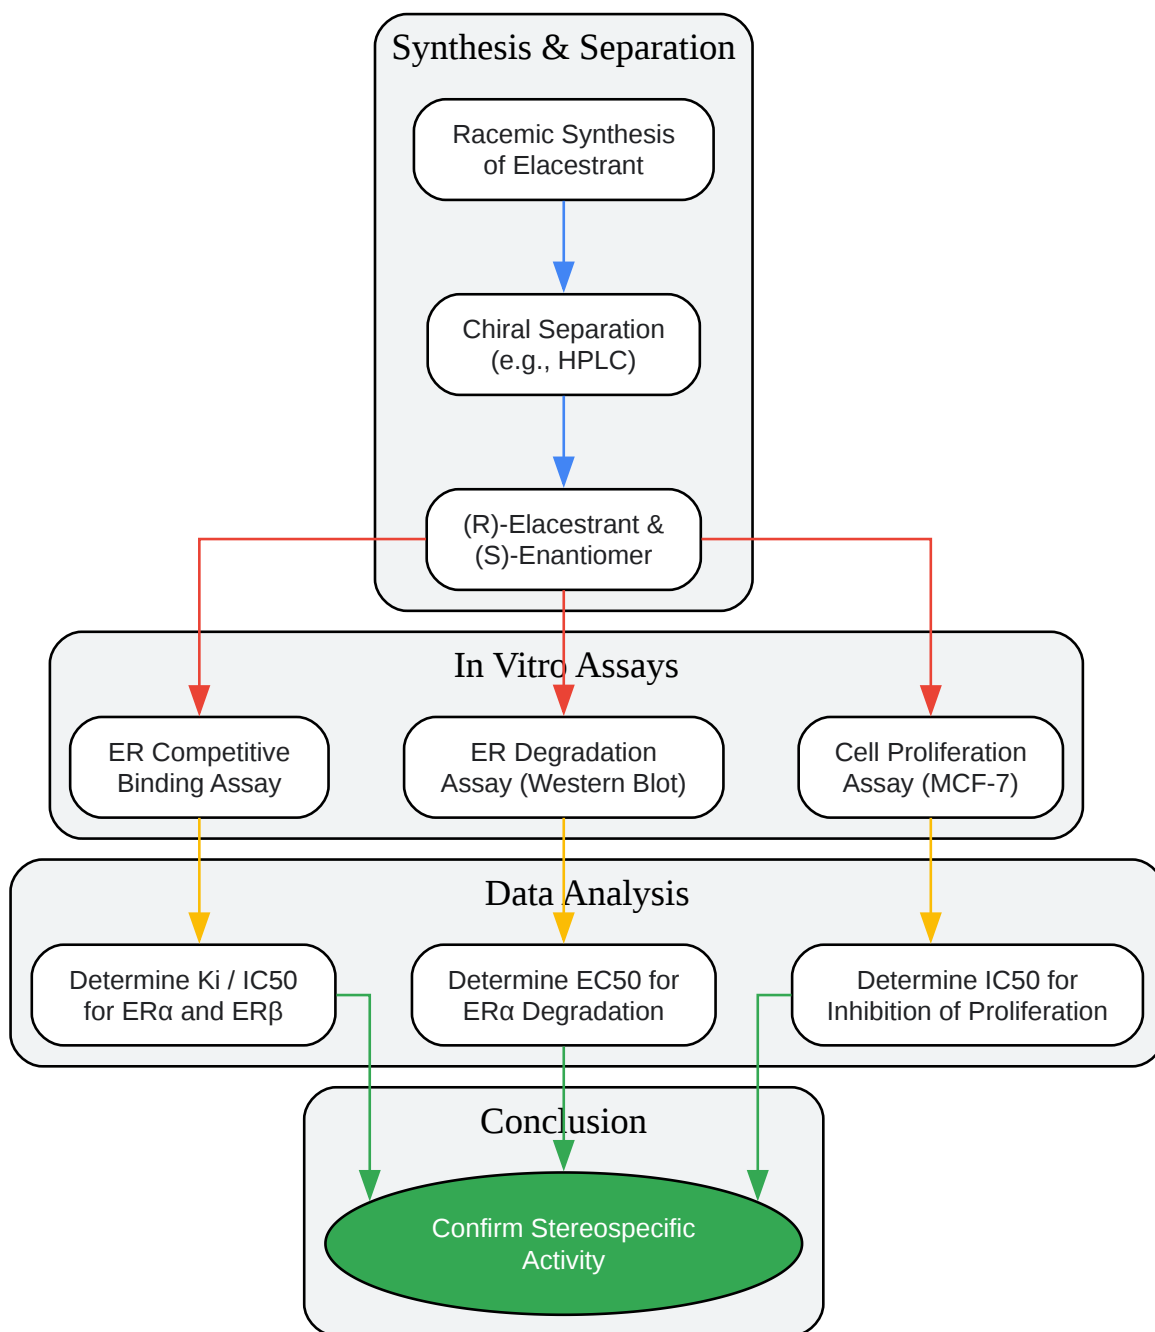 Synthesis & Separation
Racemic Synthesis
of Elacestrant
Chiral Separation
(e.g., HPLC)
(R)-Elacestrant &
(S)-Enantiomer
In Vitro Assays
ER Competitive
Binding Assay
ER Degradation
Assay (Western Blot)
Cell Proliferation
Assay (MCF-7)
Data Analysis
Determine Ki / IC50
for ERα and ERβ
Determine EC50 for
ERα Degradation
Determine IC50 for
Inhibition of Proliferation
Conclusion
Confirm Stereospecific
Activity